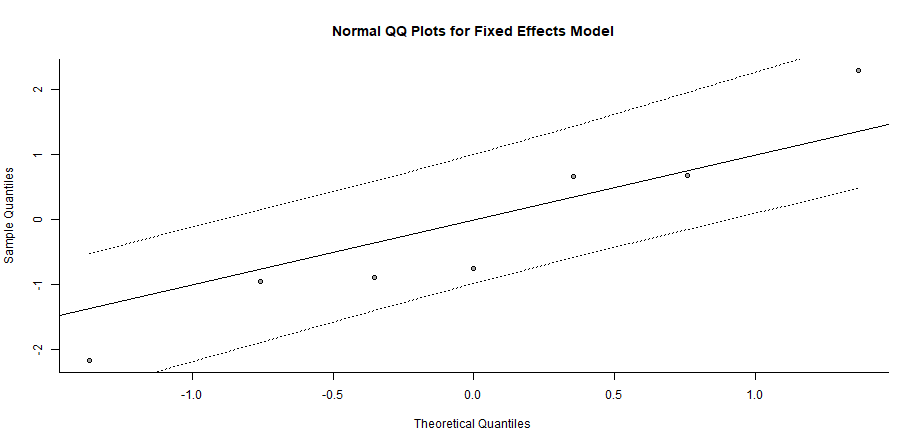 Normal QQ Plots for Fixed Effects Model
2
1
0
-1
-2
Sample Quantiles
-1.0 -0.5 0.0 0.5 1.0
Theoretical Quantiles